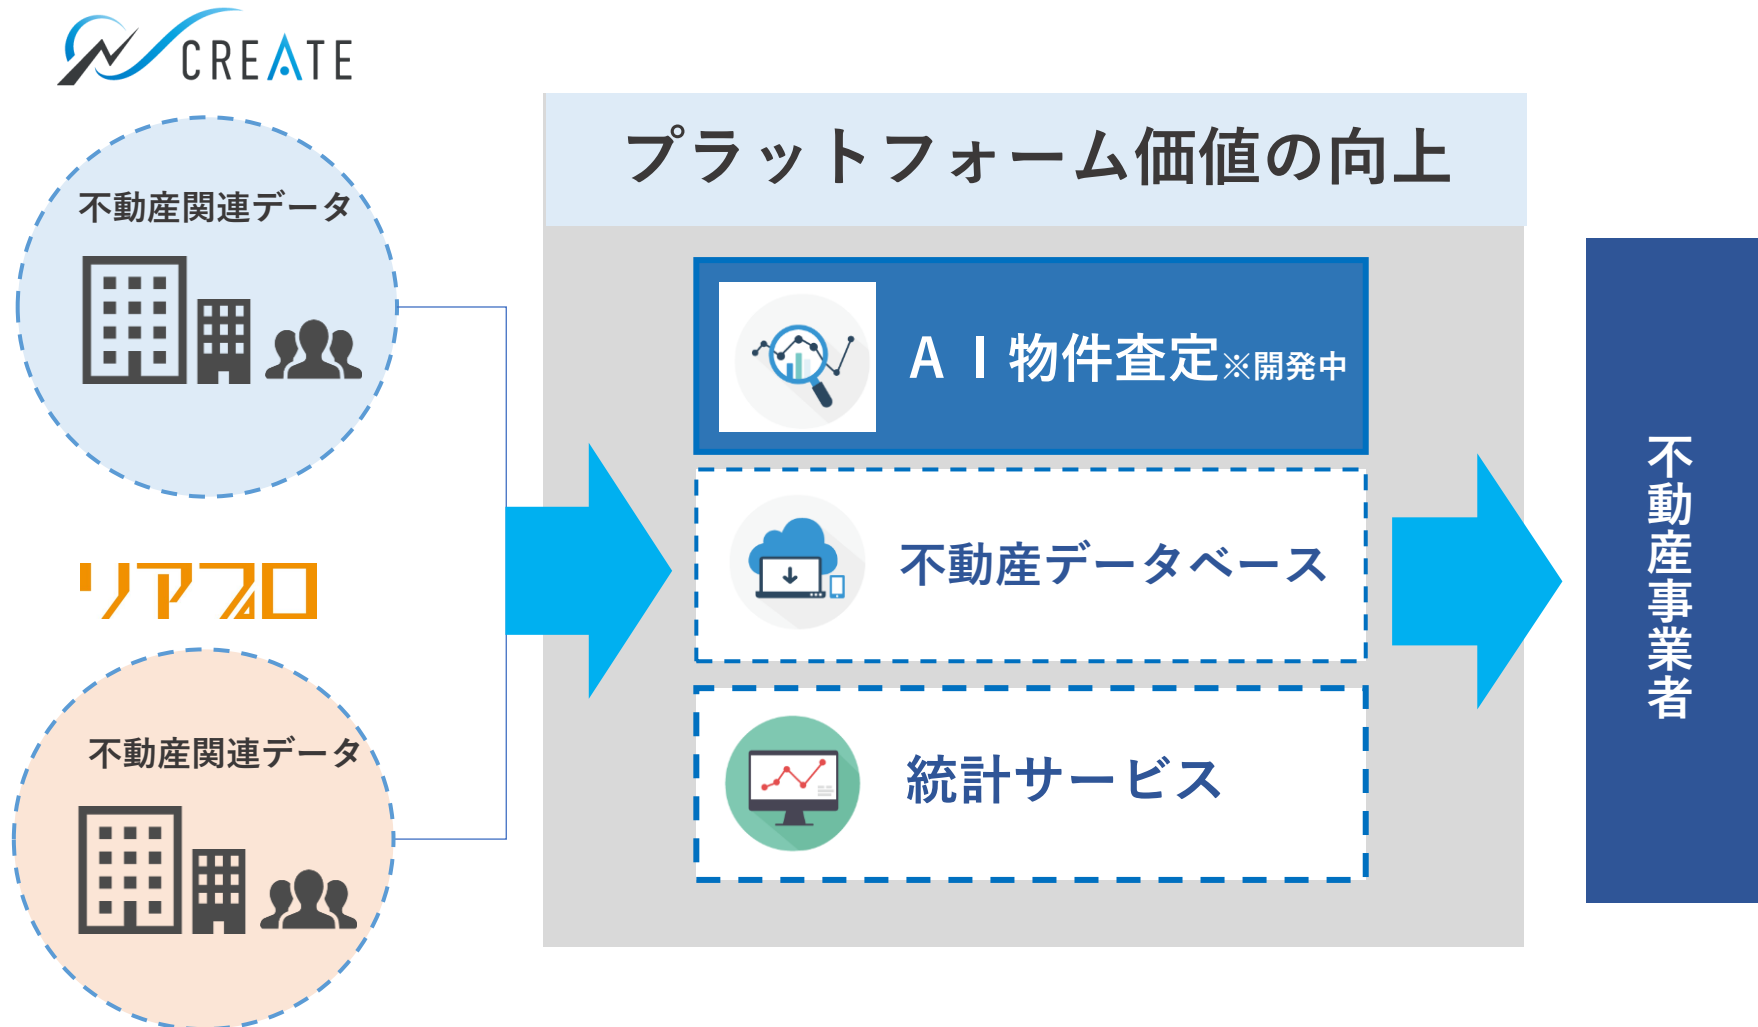 CREATE
不動産関連データ
リアプロ
不動産関連データ
プラットフォーム価値の向上
ＡＩ物件査定※開発中
不動産データベース
統計サービス
不動産事業者